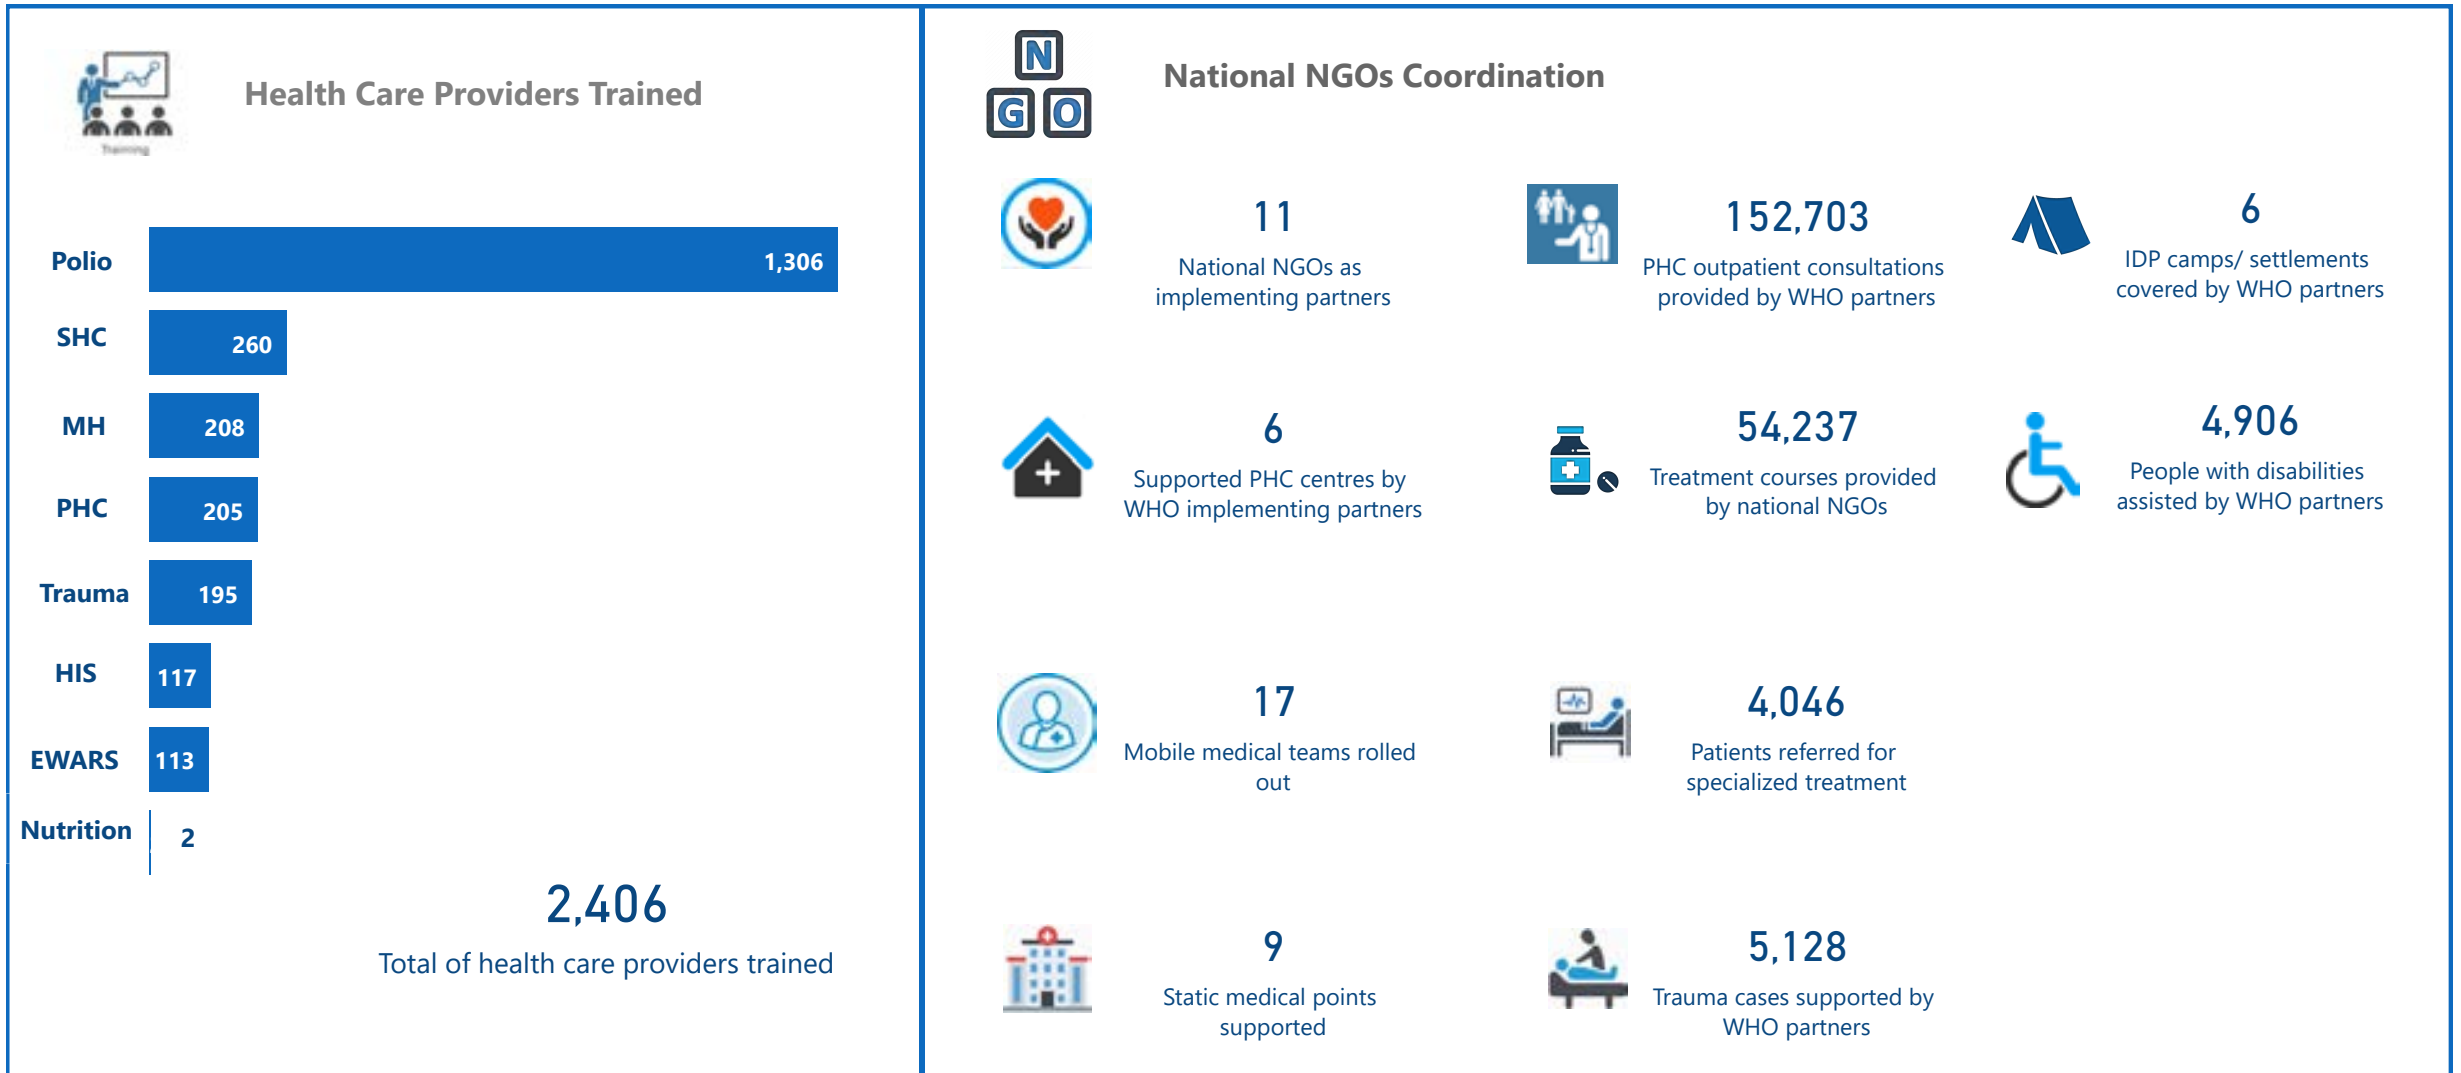 Training
Health Care Providers Trained
Polio
1,306
SHC
260
MH
208
PHC
205
Trauma
195
HIS
117
EWARS
113
Nutrition
2
2,406
Total of health care providers trained
N
G O
National NGOs Coordination
11
National NGOs as
implementing partners
152,703
PHC outpatient consultations
provided by WHO partners
6
IDP camps/ settlements
covered by WHO partners
6
Supported PHC centres by
WHO implementing partners
54,237
Treatment courses provided
by national NGOs
4,906
People with disabilities
assisted by WHO partners
17
Mobile medical teams rolled
out
4,046
Patients referred for
specialized treatment
9
Static medical points
supported
5,128
Trauma cases supported by
WHO partners